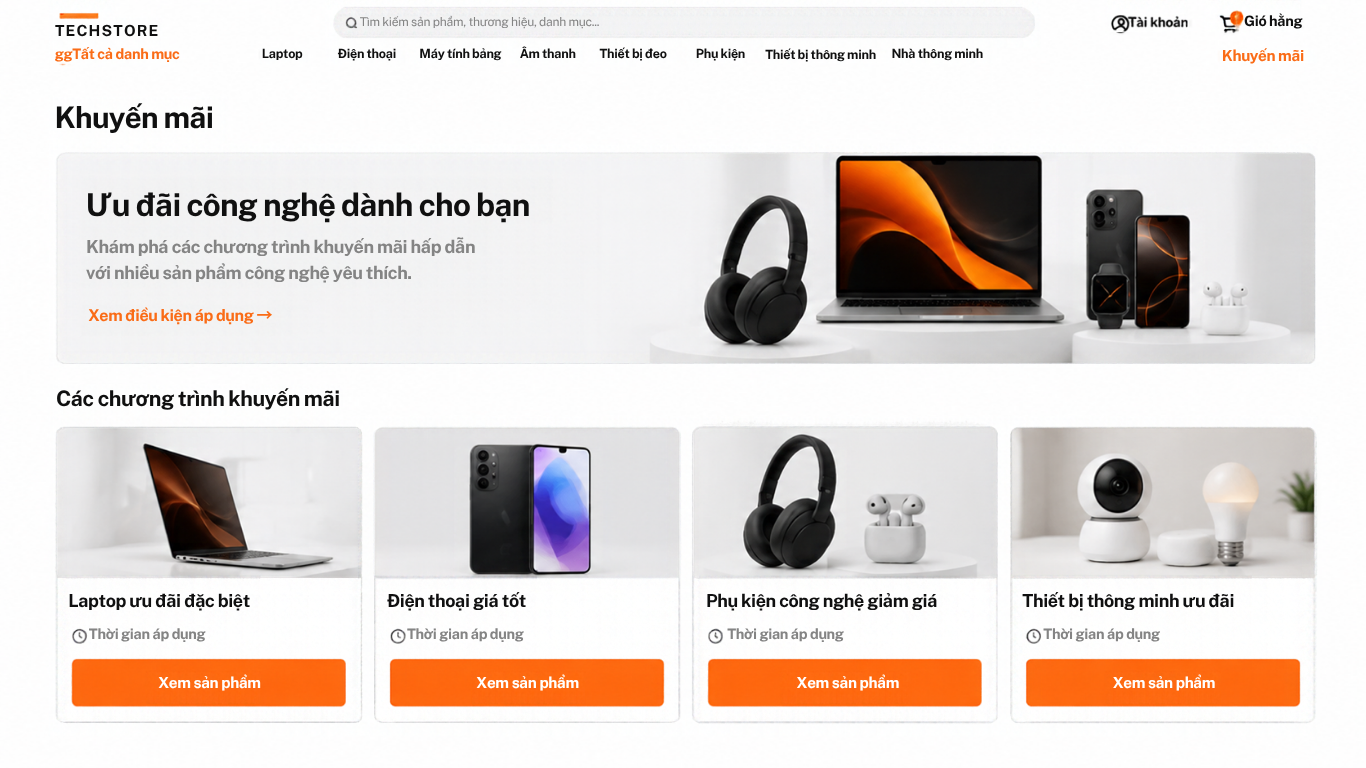 TECHSTORE
Tìm kiếm sản phẩm, thương hiệu, danh mục...
Tài khoản
Gió hằng
ggTất cả danh mục
Laptop
Điện thoại
Máy tính bảng
Âm thanh
Thiết bị đeo
Phụ kiện
Thiết bị thông minh
Nhà thông minh
Khuyến mãi
Khuyến mãi
Ưu đãi công nghệ dành cho bạn
Khám phá các chương trình khuyến mãi hấp dẫn
với nhiều sản phẩm công nghệ yêu thích.
Xem điều kiện áp dụng →
Các chương trình khuyến mãi
Laptop ưu đãi đặc biệt
Thời gian áp dụng
Xem sản phẩm
Điện thoại giá tốt
Thời gian áp dụng
Xem sản phẩm
Phụ kiện công nghệ giảm giá
Thời gian áp dụng
Xem sản phẩm
Thiết bị thông minh ưu đãi
Thời gian áp dụng
Xem sản phẩm